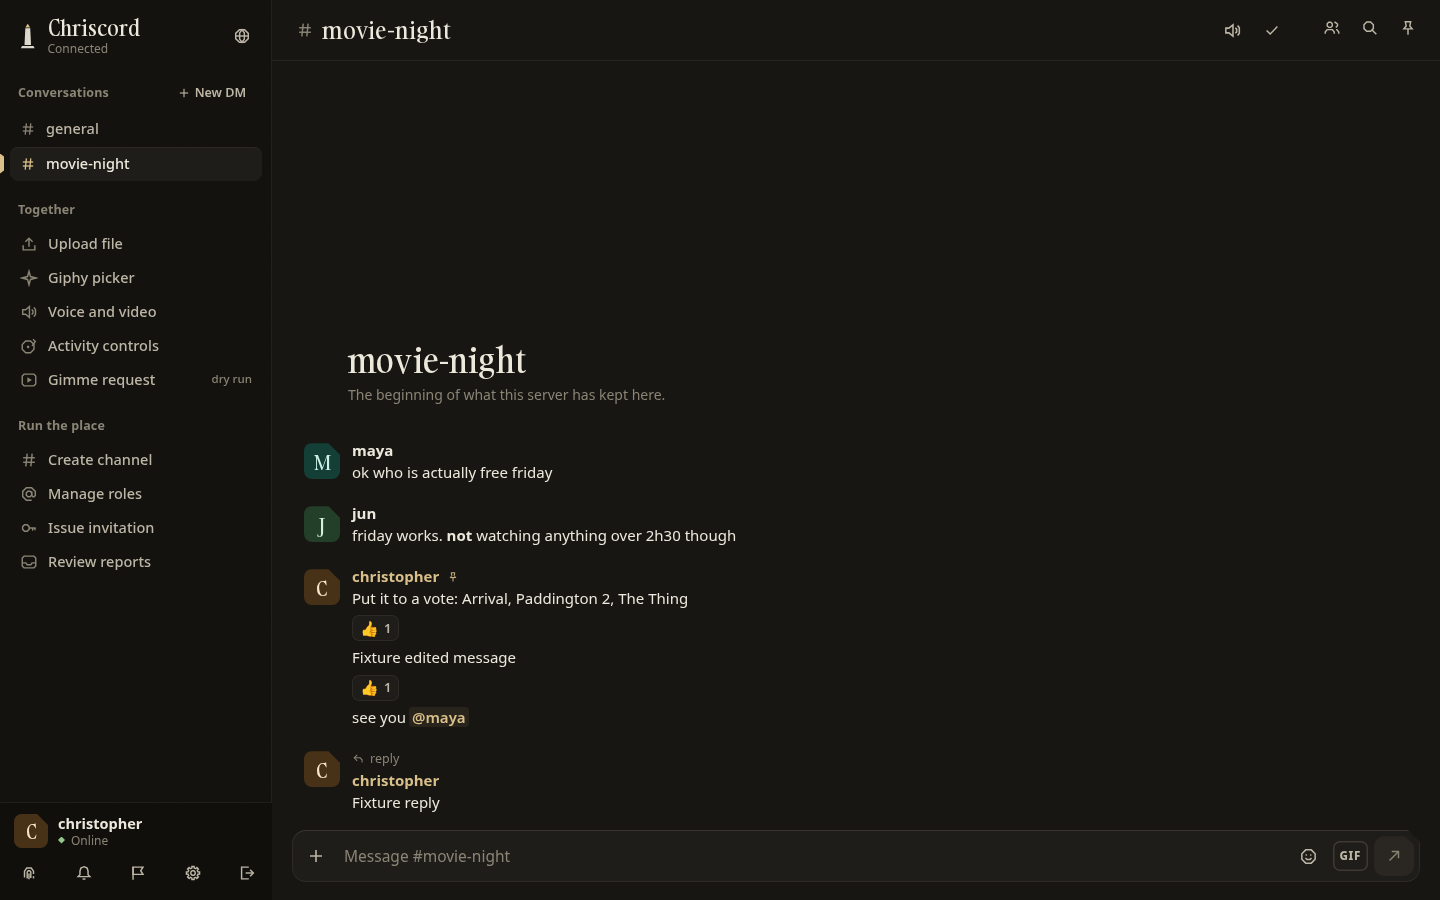 Chriscord
Connected
Conversations
+ New DM
# general
# movie-night
Together
Upload file
Giphy picker
Voice and video
Activity controls
Gimme request
dry run
Run the place
# Create channel
Manage roles
Issue invitation
Review reports
C
christopher
Online
# movie-night
movie-night
The beginning of what this server has kept here.
M
maya
ok who is actually free friday
J
jun
friday works. not watching anything over 2h30 though
C
christopher
Put it to a vote: Arrival, Paddington 2, The Thing
👍 1
Fixture edited message
👍 1
see you @maya
C
reply
christopher
Fixture reply
+ Message #movie-night
GIF